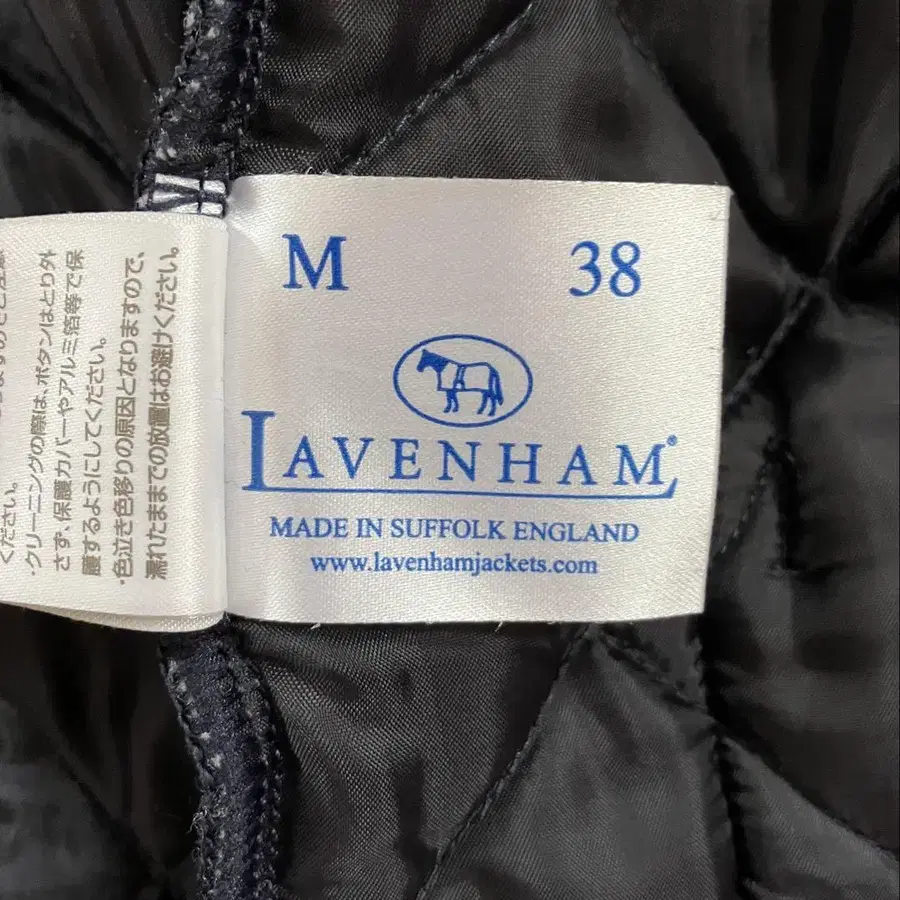 M 38
LAVENHAM®
MADE IN SUFFOLK ENGLAND
www.lavenhamjackets.com
ください。
・クリーニングの際は、ボタンはとり外
さず、保護カバーやアルミ箔等で保
護するようにしてください。
・色泣き色移りの原因となりますので、
濡れたままでの放置はお避けください。